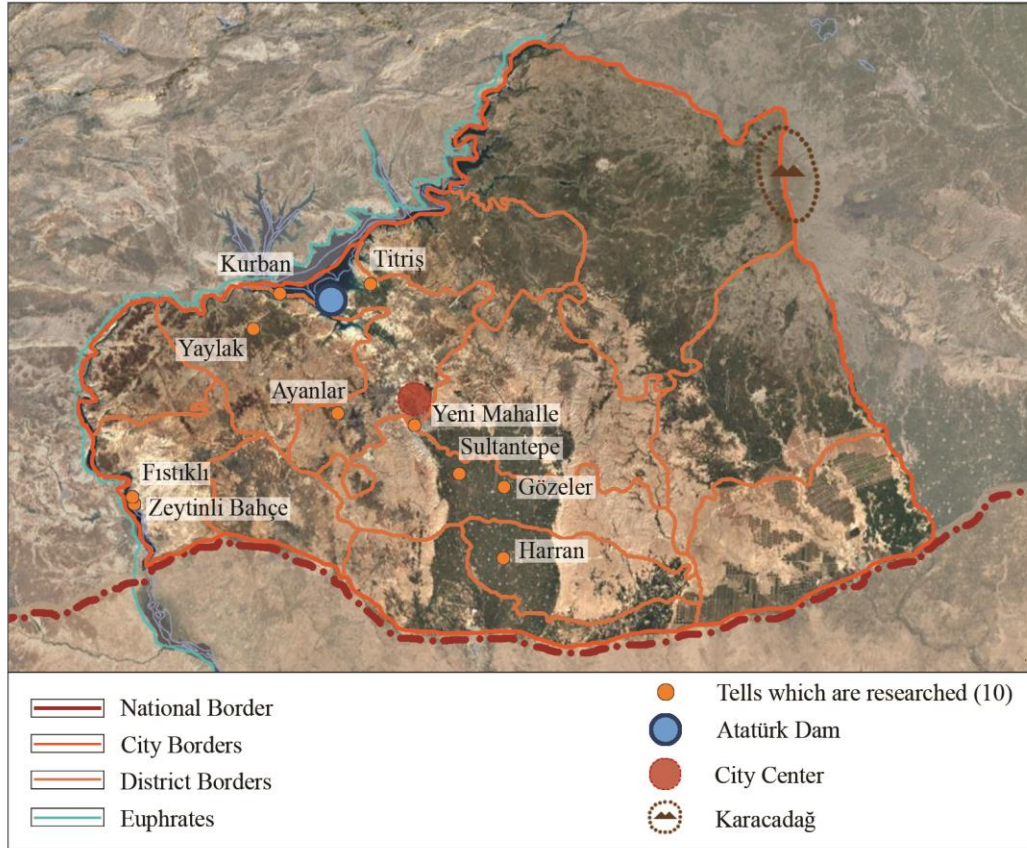 Kurban
Titriş
Yaylak
Ayanlar
Yeni Mahalle
Sultantepe
Fıstıklı
Gözeler
Zeytinli Bahçe
Harran
National Border
City Borders
District Borders
Euphrates
Tells which are researched (10)
Atatürk Dam
City Center
Karacadağ